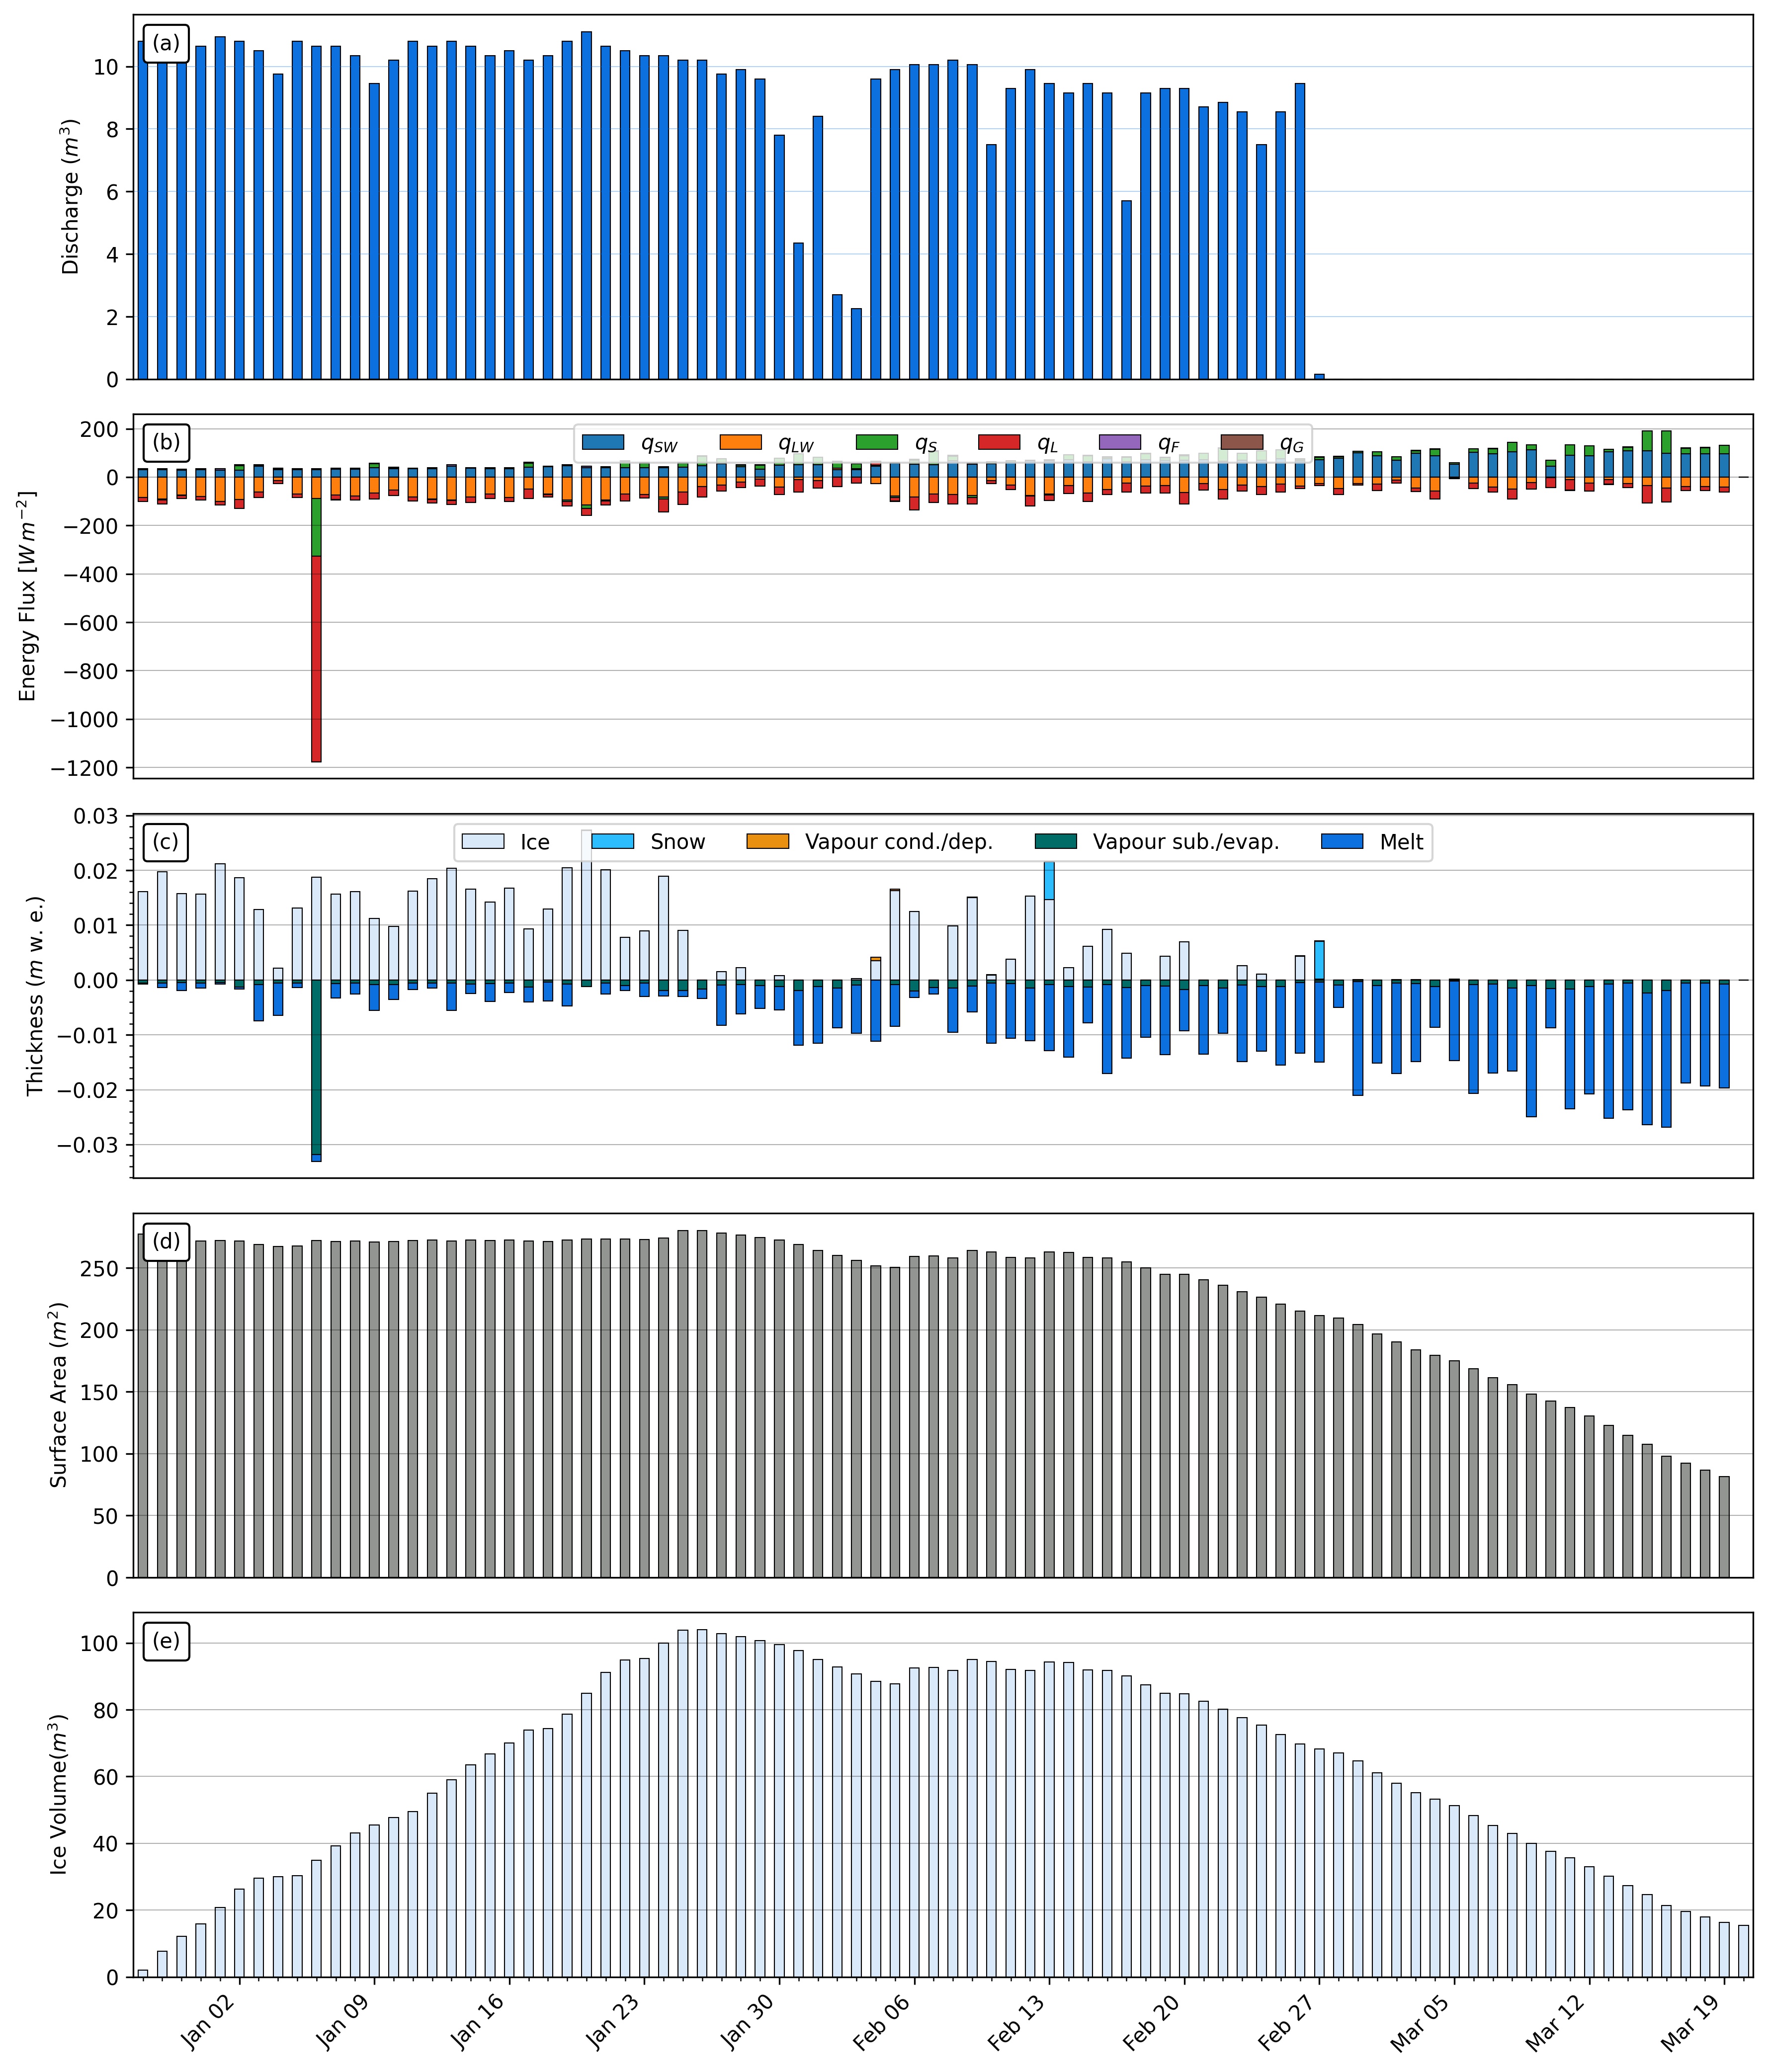 (a)
Discharge (m³)
10
8
6
4
2
0
(b)
q_SW q_LW q_S q_L q_F q_G
Energy Flux [W m⁻²]
200
0
−200
−400
−600
−800
−1000
−1200
(c)
Ice Snow Vapour cond./dep. Vapour sub./evap. Melt
Thickness (m w. e.)
0.03
0.02
0.01
0.00
−0.01
−0.02
−0.03
(d)
Surface Area (m²)
250
200
150
100
50
0
(e)
Ice Volume(m³)
100
80
60
40
20
0
Jan 02 Jan 09 Jan 16 Jan 23 Jan 30 Feb 06 Feb 13 Feb 20 Feb 27 Mar 05 Mar 12 Mar 19